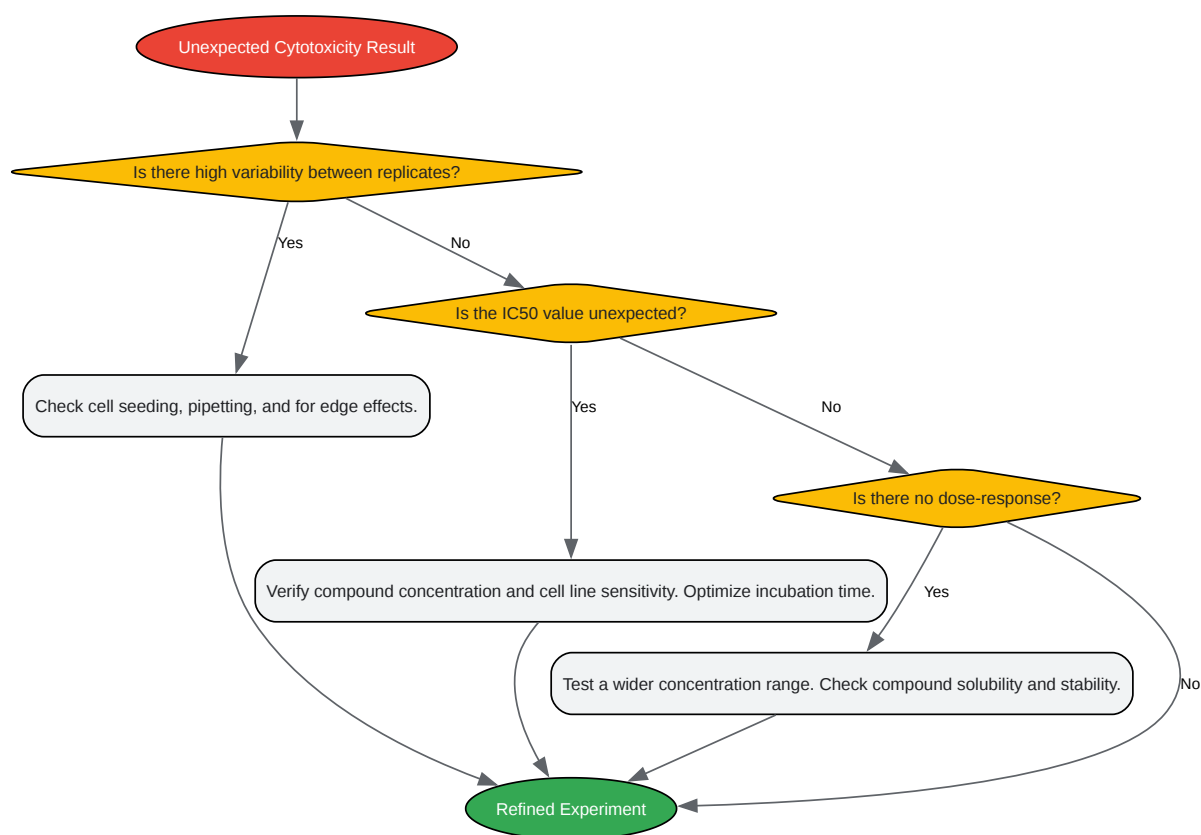 Unexpected Cytotoxicity Result
Is there high variability between replicates?
Yes
No
Is the IC50 value unexpected?
Check cell seeding, pipetting, and for edge effects.
Yes
No
Is there no dose-response?
Verify compound concentration and cell line sensitivity. Optimize incubation time.
Yes
Test a wider concentration range. Check compound solubility and stability.
No
Refined Experiment